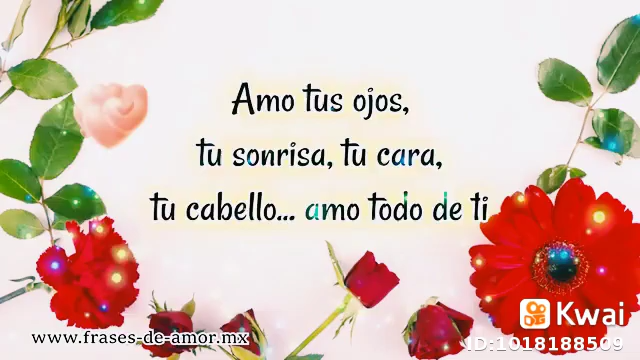 Amo tus ojos,
tu sonrisa, tu cara,
tu cabello... amo todo de ti
www.frases-de-amor.mx
Kwai
ID:1018188509